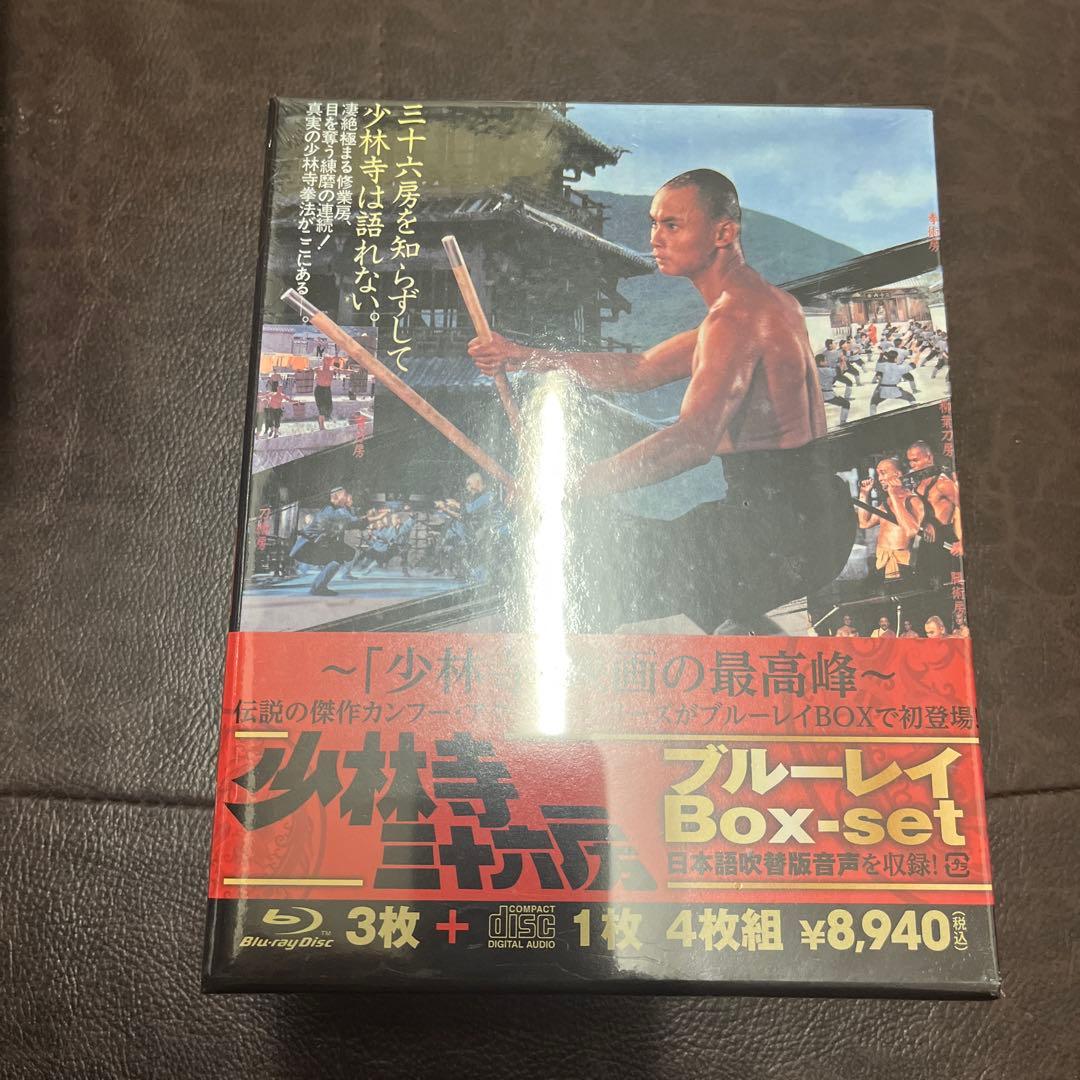 三十六房を知らずして
少林寺は語れない。
凄絶極まる修業房、
目を奪う練磨の連続!
真実の少林寺拳法がここにある—。
拳術房
～「少林寺」
画の最高峰～
伝説の傑作カンフー・
ーズがブルーレイBOXで初登場!
少林寺
三十六房
ブルーレイ
Box-set
日本語吹替版音声を収録!
Blu-ray Disc
TM
3枚 +
COMPACT
disc
DIGITAL AUDIO
1枚 4枚組 ¥8,940(税込)